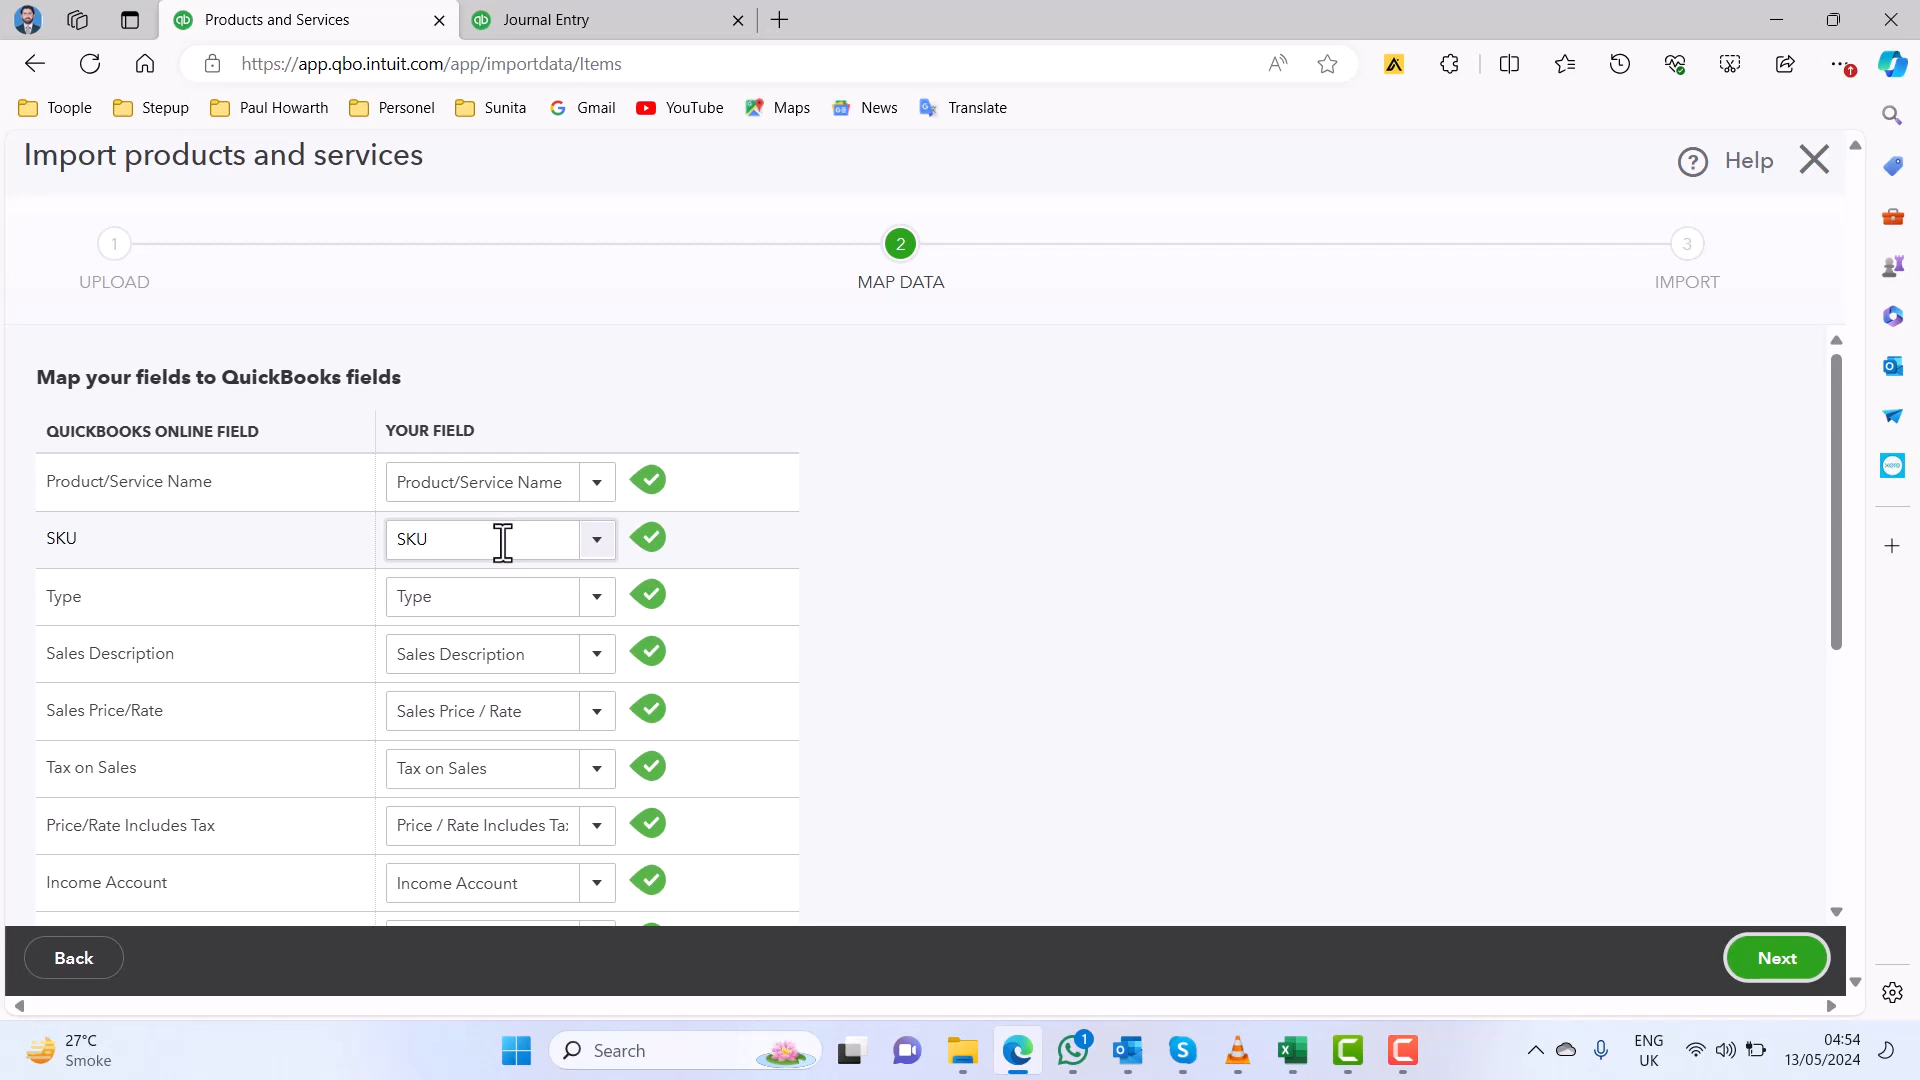 Products and Services
Journal Entry
https://app.qbo.intuit.com/app/importdata/Items
Toople
Stepup
Paul Howarth
Personel
Sunita
Gmail
YouTube
Maps
News
Translate
Import products and services
Help
1
2
3
UPLOAD
MAP DATA
IMPORT
Map your fields to QuickBooks fields
QUICKBOOKS ONLINE FIELD
YOUR FIELD
Product/Service Name
Product/Service Name
SKU
SKU
Type
Type
Sales Description
Sales Description
Sales Price/Rate
Sales Price / Rate
Tax on Sales
Tax on Sales
Price/Rate Includes Tax
Price / Rate Includes Ta
Income Account
Income Account
Back
Next
27°C
Smoke
Search
1
ENG
UK
04:54
13/05/2024